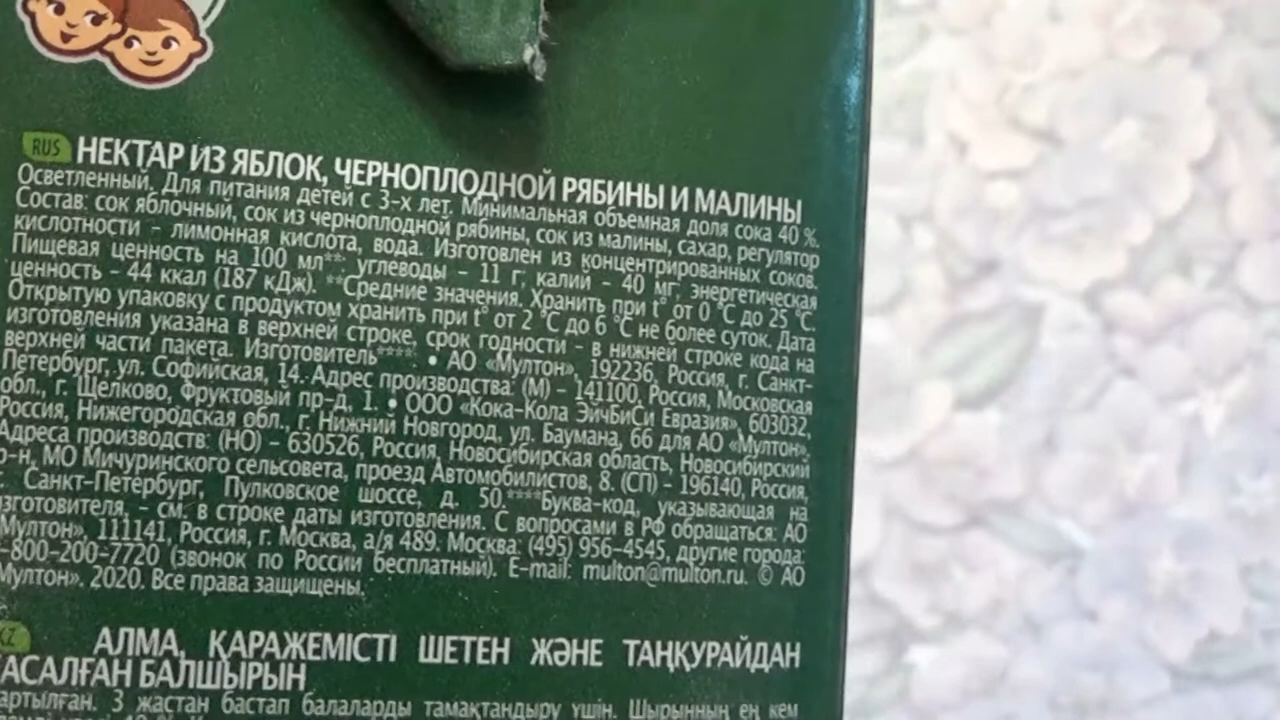 RUS НЕКТАР ИЗ ЯБЛОК, ЧЕРНОПЛОДНОЙ РЯБИНЫ И МАЛИНЫ
Осветленный. Для питания детей с 3-х лет. Минимальная объемная доля сока 40 %.
Состав: сок яблочный, сок из черноплодной рябины, сок из малины, сахар, регулятор
кислотности – лимонная кислота, вода. Изготовлен из концентрированных соков.
Пищевая ценность на 100 мл**: углеводы – 11 г, калий – 40 мг, энергетическая
ценность – 44 ккал (187 кДж). **Средние значения. Хранить при t° от 0 °C до 25 °C.
Открытую упаковку с продуктом хранить при t° от 2 °C до 6 °C не более суток. Дата
изготовления указана в верхней строке, срок годности – в нижней строке кода на
верхней части пакета. Изготовитель****: • АО «Мултон», 192236, Россия, г. Санкт-
Петербург, ул. Софийская, 14. Адрес производства: (М) – 141100, Россия, Московская
обл., г. Щелково, Фруктовый пр-д, 1. • ООО «Кока-Кола ЭйчБиСи Евразия», 603032,
Россия, Нижегородская обл., г. Нижний Новгород, ул. Баумана, 66 для АО «Мултон».
Адреса производств: (НО) – 630526, Россия, Новосибирская область, Новосибирский
р-н, МО Мичуринского сельсовета, проезд Автомобилистов, 8. (СП) – 196140, Россия,
г. Санкт-Петербург, Пулковское шоссе, д. 50.****Буква-код, указывающая на
изготовителя, – см. в строке даты изготовления. С вопросами в РФ обращаться: АО
«Мултон», 111141, Россия, г. Москва, а/я 489. Москва: (495) 956-4545, другие города:
-800-200-7720 (звонок по России бесплатный). E-mail: multon@multon.ru. © АО
«Мултон». 2020. Все права защищены.
KZ АЛМА, ҚАРАЖЕМІСТІ ШЕТЕН ЖӘНЕ ТАҢҚУРАЙДАН
ЖАСАЛҒАН БАЛШЫРЫН
артылған. 3 жастан бастап балаларды тамақтандыру үшін. Шырынның ең кем